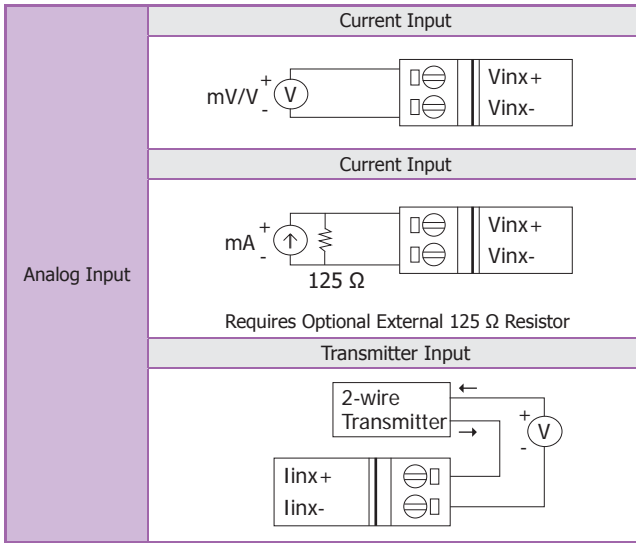 Analog Input
Current Input
mV/V
+
-
V
Vinx+
Vinx-
Current Input
mA
+
-
125 Ω
Vinx+
Vinx-
Requires Optional External 125 Ω Resistor
Transmitter Input
2-wire
Transmitter
+
-
V
Iinx+
Iinx-